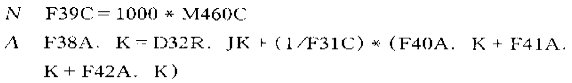 N F39C=1000 * M460C
A F38A. K=D32R. JK+(1/F31C) * (F40A. K+F41A.
K+F42A. K)